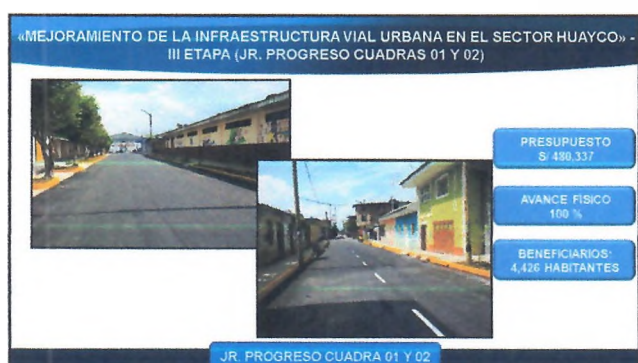 «MEJORAMIENTO DE LA INFRAESTRUCTURA VIAL URBANA EN EL SECTOR HUAYCO» -
III ETAPA (JR. PROGRESO CUADRAS 01 Y 02)
PRESUPUESTO
S/ 480,337
AVANCE FÍSICO
100 %
BENEFICIARIOS:
4,426 HABITANTES
JR. PROGRESO CUADRA 01 Y 02